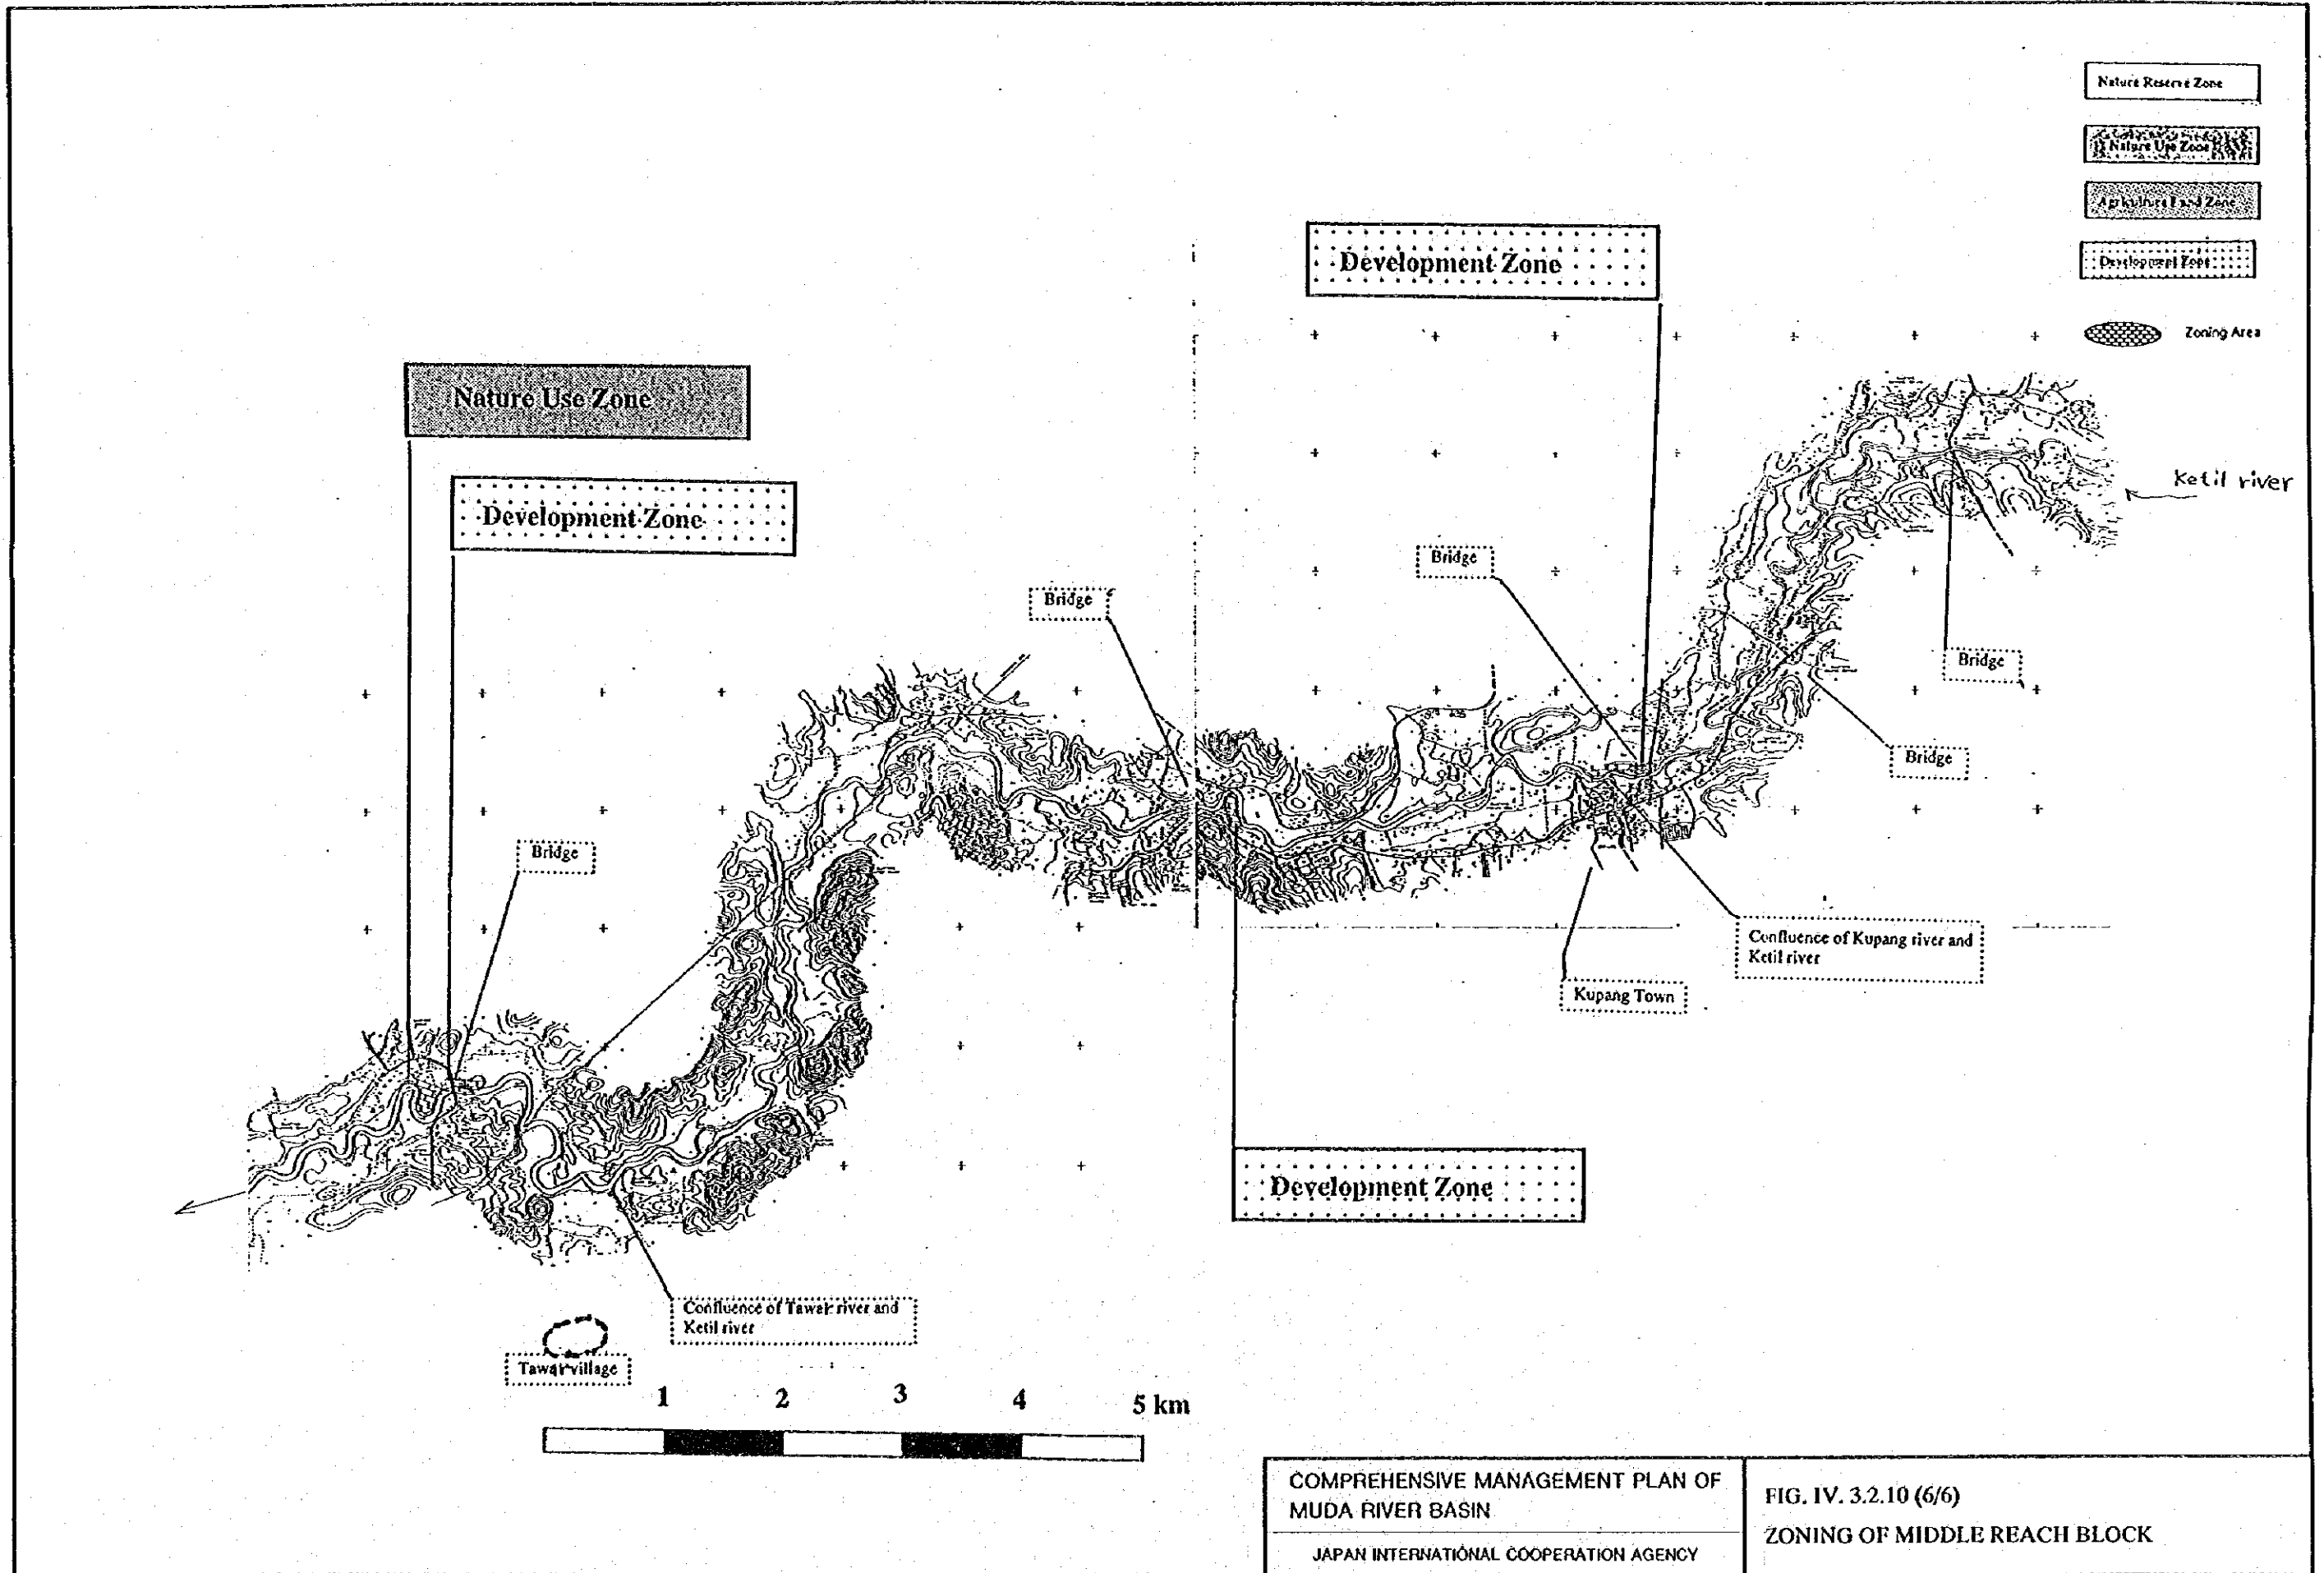 Nature Reserve Zone
Nature Use Zone
Agriculture Land Zone
Development Zone
Zoning Area
Development Zone
Nature Use Zone
Development Zone
Ketil river
Bridge
Bridge
Bridge
Bridge
Bridge
Confluence of Kupang river and
Ketil river
Kupang Town
Development Zone
Confluence of Tawar river and
Ketil river
Tawar village
1 2 3 4 5 km
COMPREHENSIVE MANAGEMENT PLAN OF
MUDA RIVER BASIN
JAPAN INTERNATIONAL COOPERATION AGENCY
FIG. IV. 3.2.10 (6/6)
ZONING OF MIDDLE REACH BLOCK